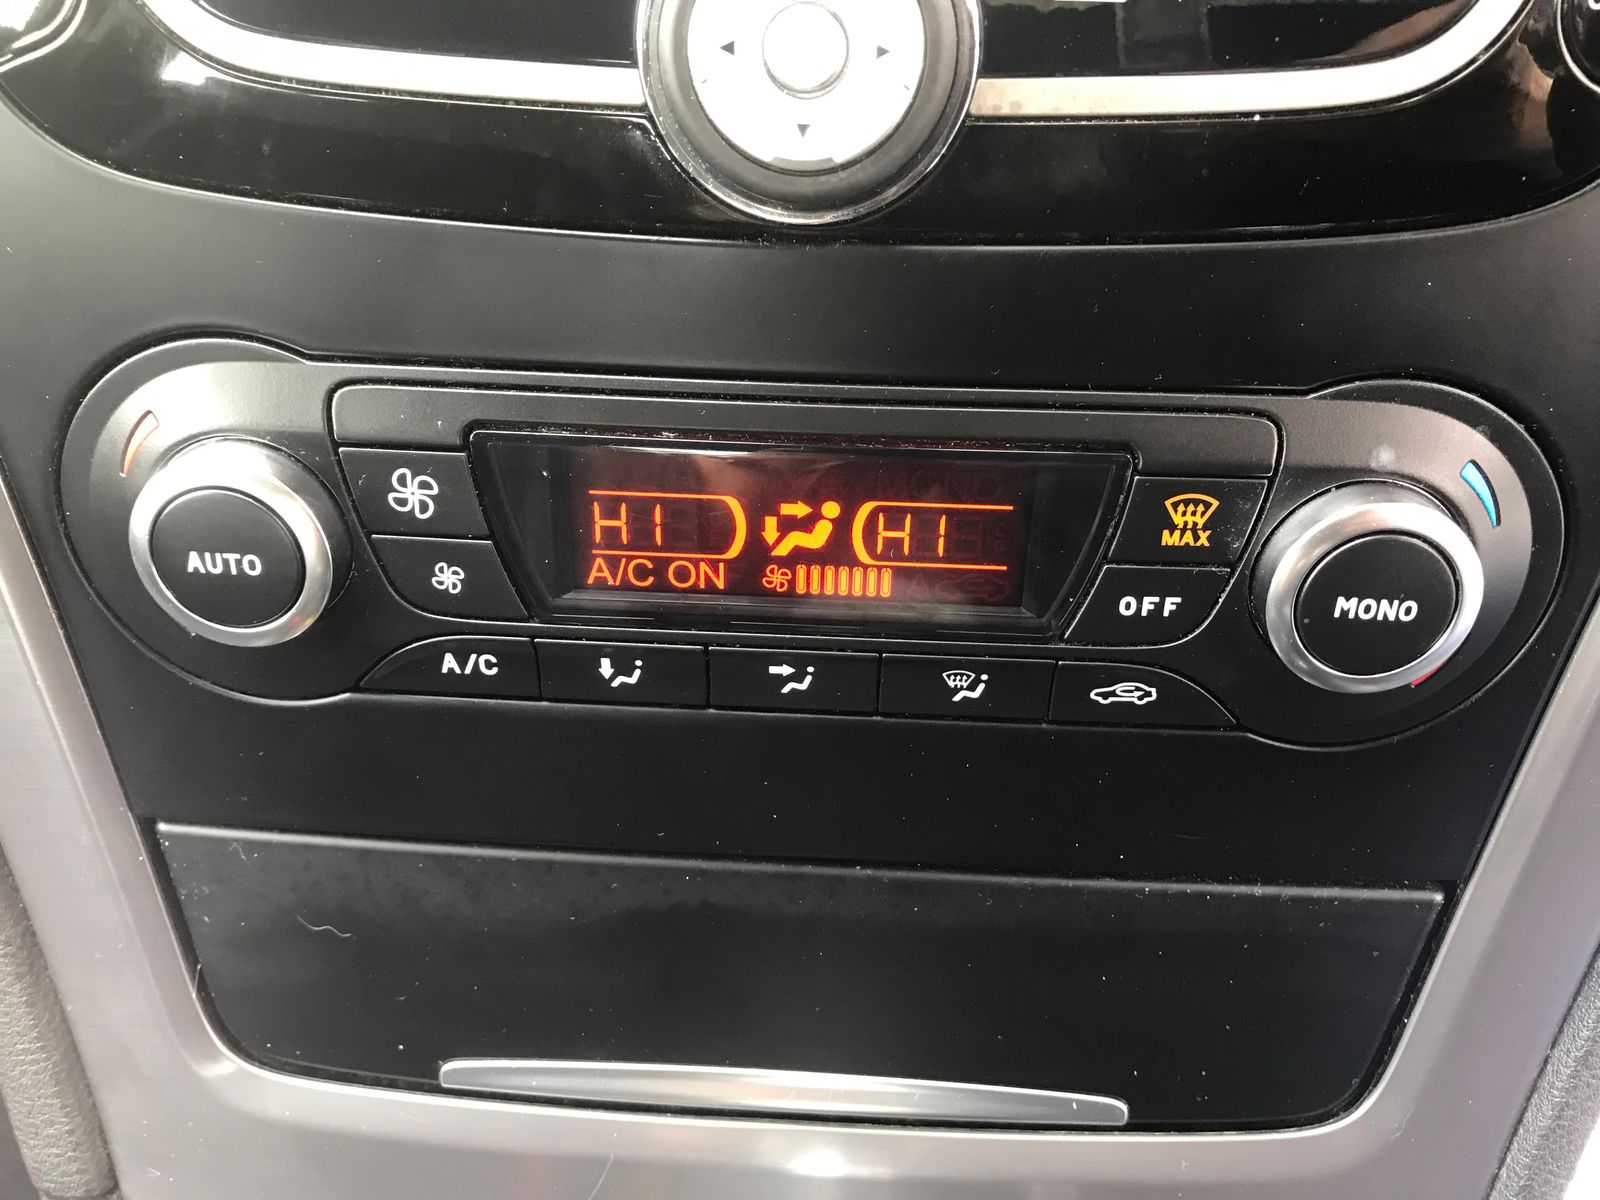 HI HI
A/C ON
AUTO
MAX
OFF
MONO
A/C